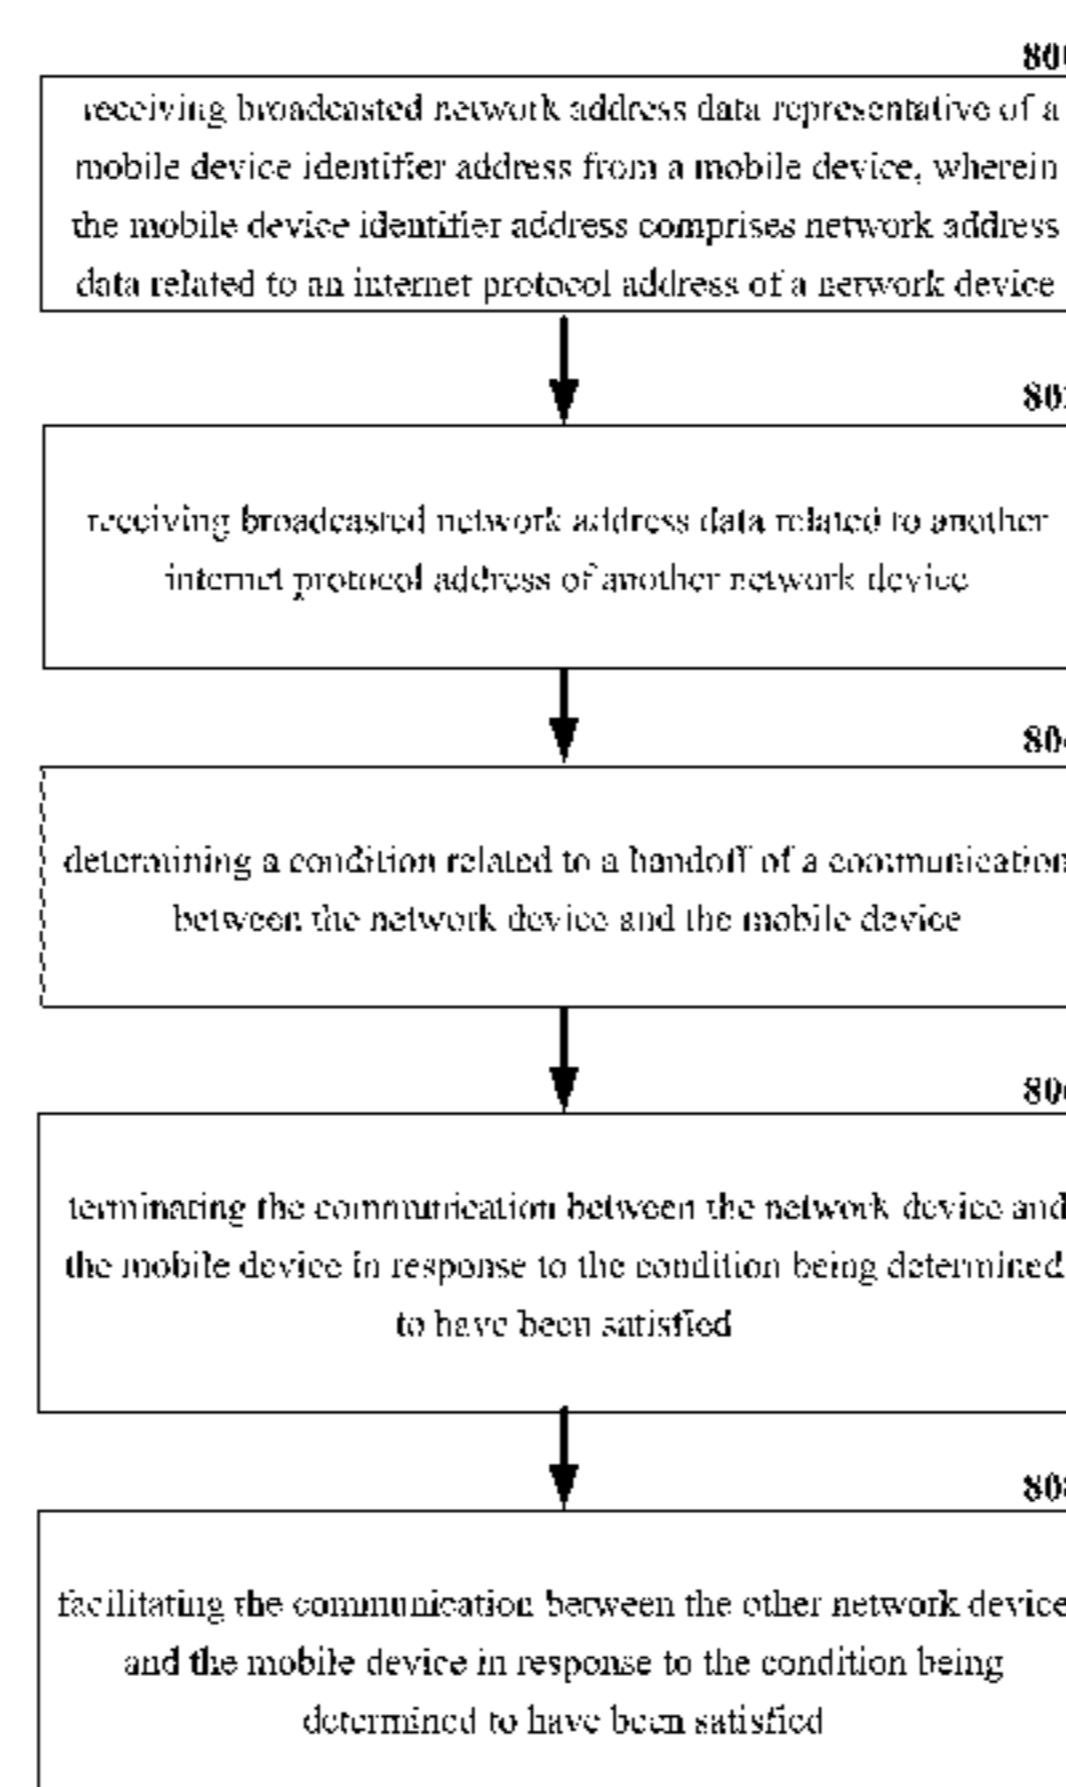 800
receiving broadcasted network address data representative of a
mobile device identifier address from a mobile device, wherein
the mobile device identifier address comprises network address
data related to an internet protocol address of a network device
802
receiving broadcasted network address data related to another
internet protocol address of another network device
804
determining a condition related to a handoff of a communication
between the network device and the mobile device
806
terminating the communication between the network device and
the mobile device in response to the condition being determined
to have been satisfied
808
facilitating the communication between the other network device
and the mobile device in response to the condition being
determined to have been satisfied